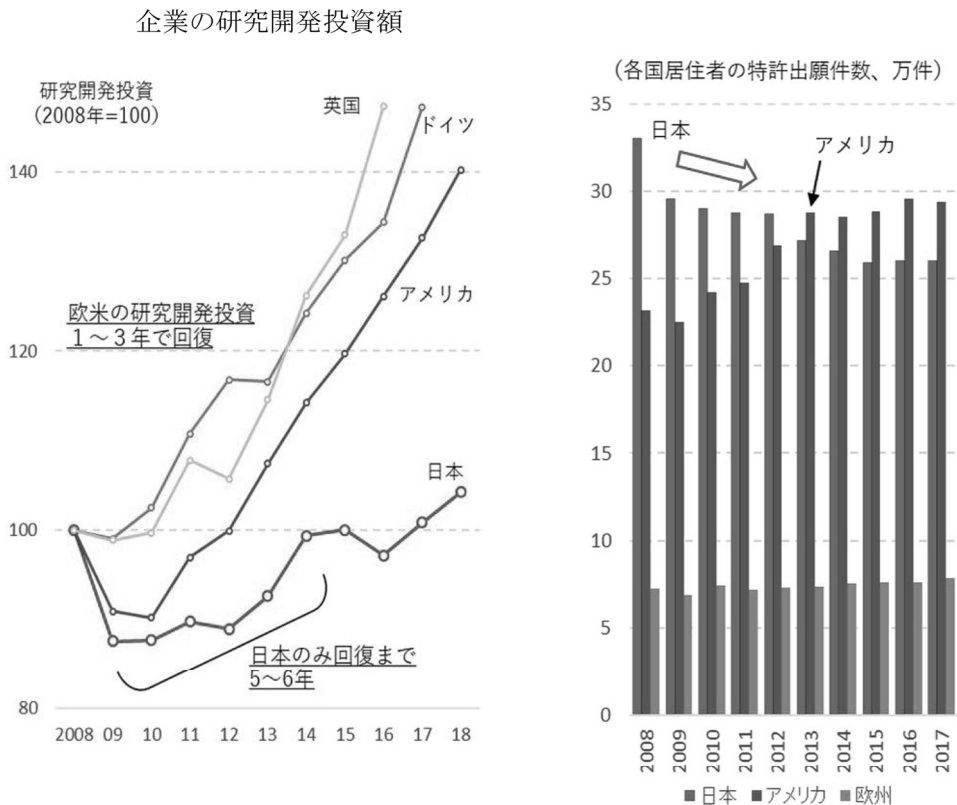 企業の研究開発投資額
研究開発投資
(2008年=100)
英国
ドイツ
アメリカ
日本
欧米の研究開発投資
1～3年で回復
日本のみ回復まで
5～6年
140
120
100
80
2008 09 10 11 12 13 14 15 16 17 18
(各国居住者の特許出願件数、万件)
日本
アメリカ
35
30
25
20
15
10
5
0
2008 2009 2010 2011 2012 2013 2014 2015 2016 2017
■日本 ■アメリカ ■欧州